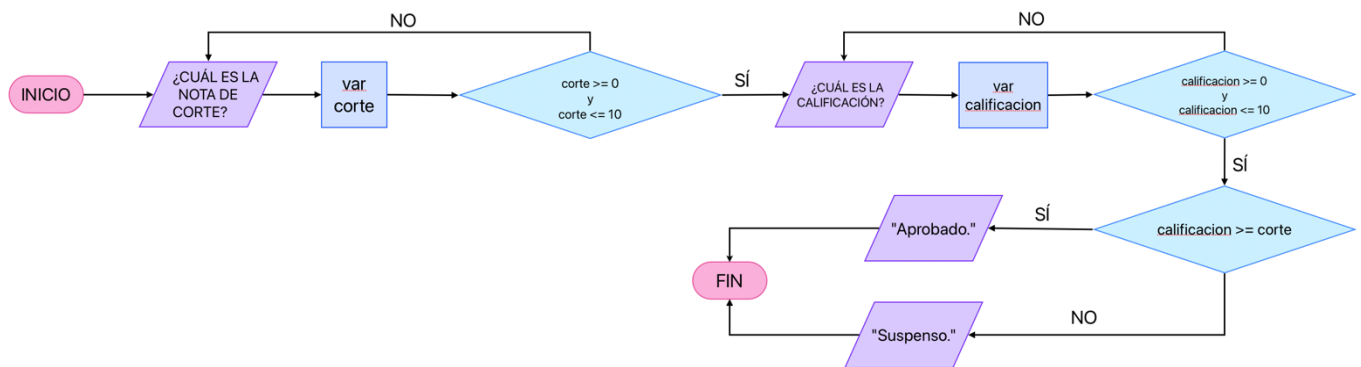 NO
INICIO
¿CUÁL ES LA
NOTA DE
CORTE?
var
corte
corte >= 0
y
corte <= 10
SÍ
NO
¿CUÁL ES LA
CALIFICACIÓN?
var
calificacion
calificacion >= 0
y
calificacion <= 10
SÍ
calificacion >= corte
SÍ
"Aprobado."
NO
"Suspenso."
FIN